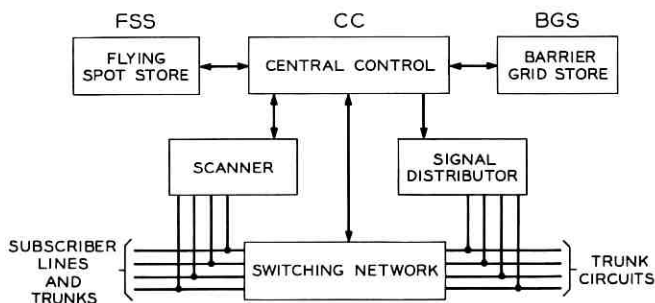 FSS
CC
BGS
FLYING
SPOT STORE
CENTRAL CONTROL
BARRIER
GRID STORE
SCANNER
SIGNAL
DISTRIBUTOR
SUBSCRIBER
LINES
AND
TRUNKS
SWITCHING NETWORK
TRUNK
CIRCUITS